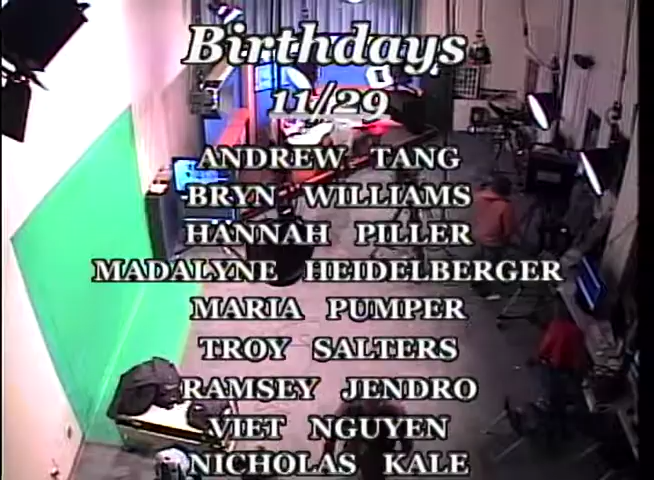 Birthdays
11/29
ANDREW TANG
BRYN WILLIAMS
HANNAH PILLER
MADALYNE HEIDELBERGER
MARIA PUMPER
TROY SALTERS
RAMSEY JENDRO
VIET NGUYEN
NICHOLAS KALE